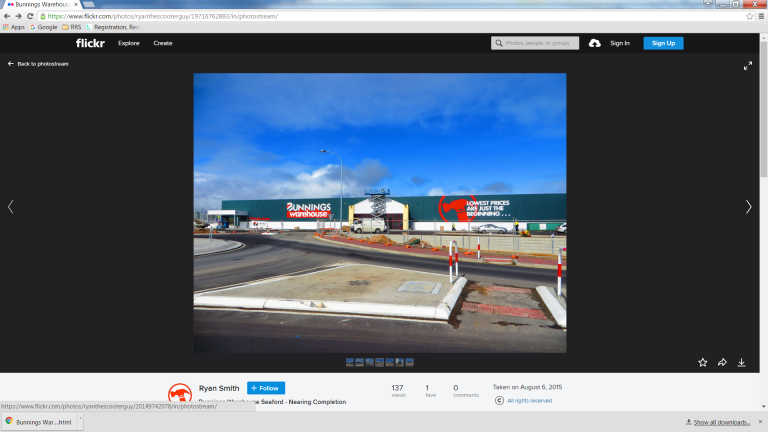 Bunnings Warehous
https://www.flickr.com/photos/ryanthescooterguy/19716762883/in/photostream/
Apps Google RRS Registration, Ren
flickr Explore Create Photos, people, or groups Sign In Sign Up
Back to photostream
BUNNINGS
warehouse
LOWEST PRICES
ARE JUST THE
BEGINNING...
Ryan Smith + Follow
137
views
1
fave
0
comments
Taken on August 6, 2015
All rights reserved
Bunnings Warehouse Seaford - Nearing Completion
https://www.flickr.com/photos/ryanthescooterguy/20149742078/in/photostream/
Bunnings War....html
Show all downloads...